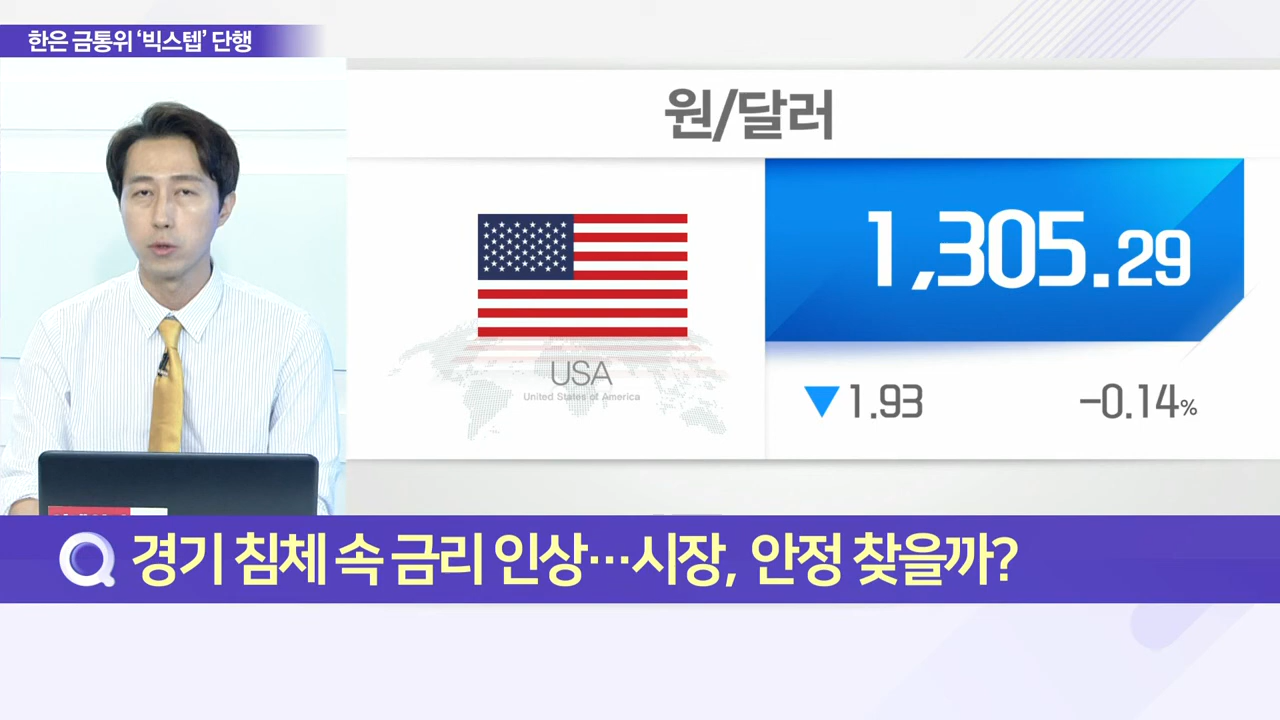 한은 금통위 ‘빅스텝’ 단행
원/달러
1,305.29
USA
United States of America
▼1.93
-0.14%
경기 침체 속 금리 인상…시장, 안정 찾을까?